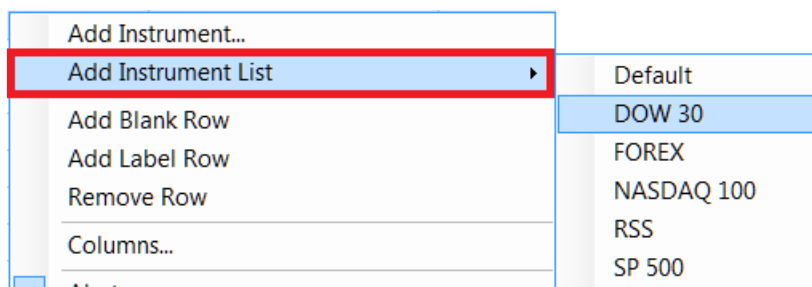 Add Instrument...
Add Instrument List
Add Blank Row
Add Label Row
Remove Row
Columns...
Default
DOW 30
FOREX
NASDAQ 100
RSS
SP 500